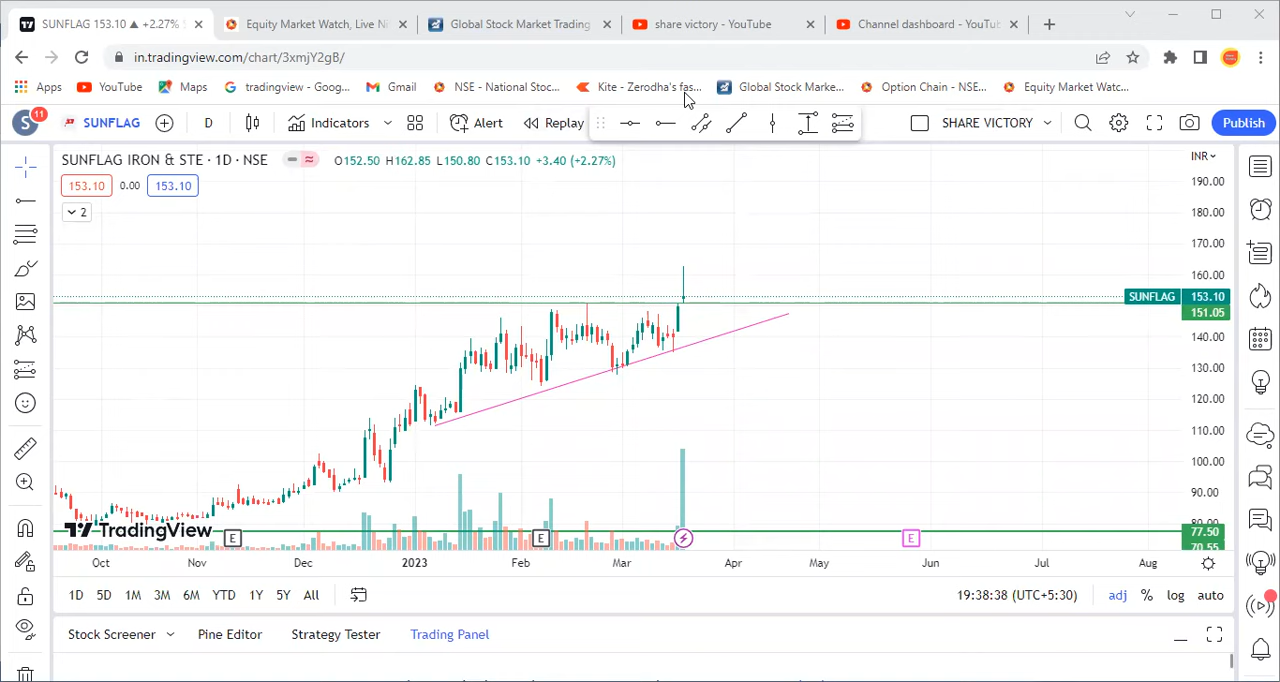 SUNFLAG 153.10 ▲ +2.27%
Equity Market Watch, Live Ni
Global Stock Market Trading
share victory - YouTube
Channel dashboard - YouTub
in.tradingview.com/chart/3xmjY2gB/
Apps YouTube Maps tradingview - Goog... Gmail NSE - National Stoc... Kite - Zerodha's fas... Global Stock Marke... Option Chain - NSE... Equity Market Watc...
S 11 SUNFLAG D Indicators Alert Replay SHARE VICTORY Publish
SUNFLAG IRON & STE · 1D · NSE O152.50 H162.85 L150.80 C153.10 +3.40 (+2.27%)
INR
153.10 0.00 153.10
2
190.00
180.00
170.00
160.00
SUNFLAG 153.10
151.05
140.00
130.00
120.00
110.00
100.00
90.00
80.00
77.50
70.55
TradingView
E E E
Oct Nov Dec 2023 Feb Mar Apr May Jun Jul Aug
1D 5D 1M 3M 6M YTD 1Y 5Y All 19:38:38 (UTC+5:30) adj % log auto
Stock Screener Pine Editor Strategy Tester Trading Panel